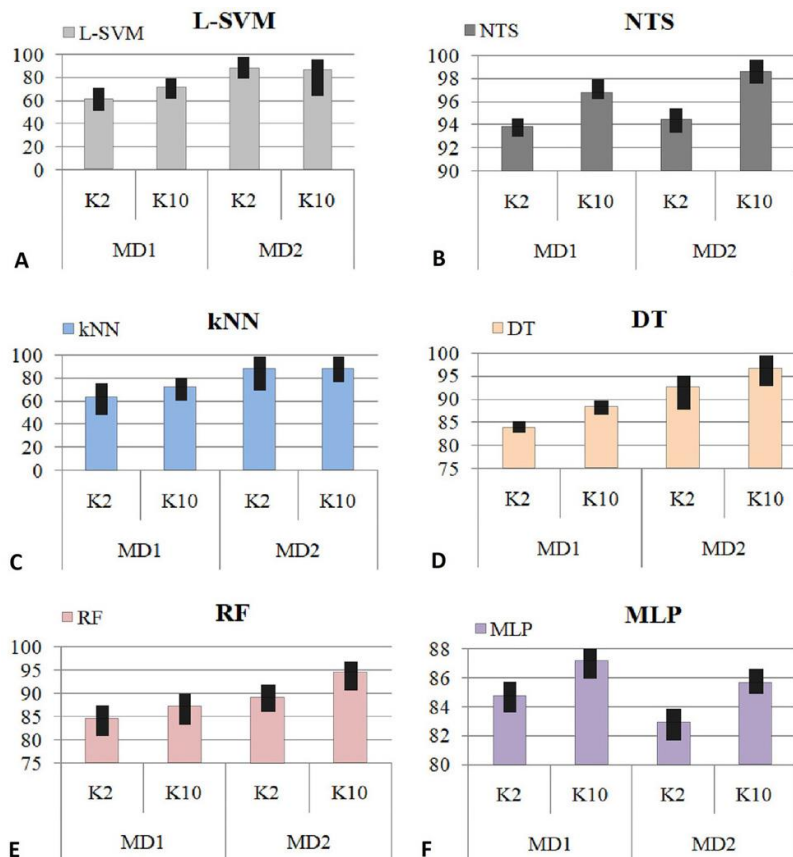 L-SVM
L-SVM
100
80
60
40
20
0
K2 K10 K2 K10
MD1 MD2
A
NTS
NTS
100
98
96
94
92
90
K2 K10 K2 K10
MD1 MD2
B
kNN
kNN
100
80
60
40
20
0
K2 K10 K2 K10
MD1 MD2
C
DT
DT
100
95
90
85
80
75
K2 K10 K2 K10
MD1 MD2
D
RF
RF
100
95
90
85
80
75
K2 K10 K2 K10
MD1 MD2
E
MLP
MLP
88
86
84
82
80
K2 K10 K2 K10
MD1 MD2
F